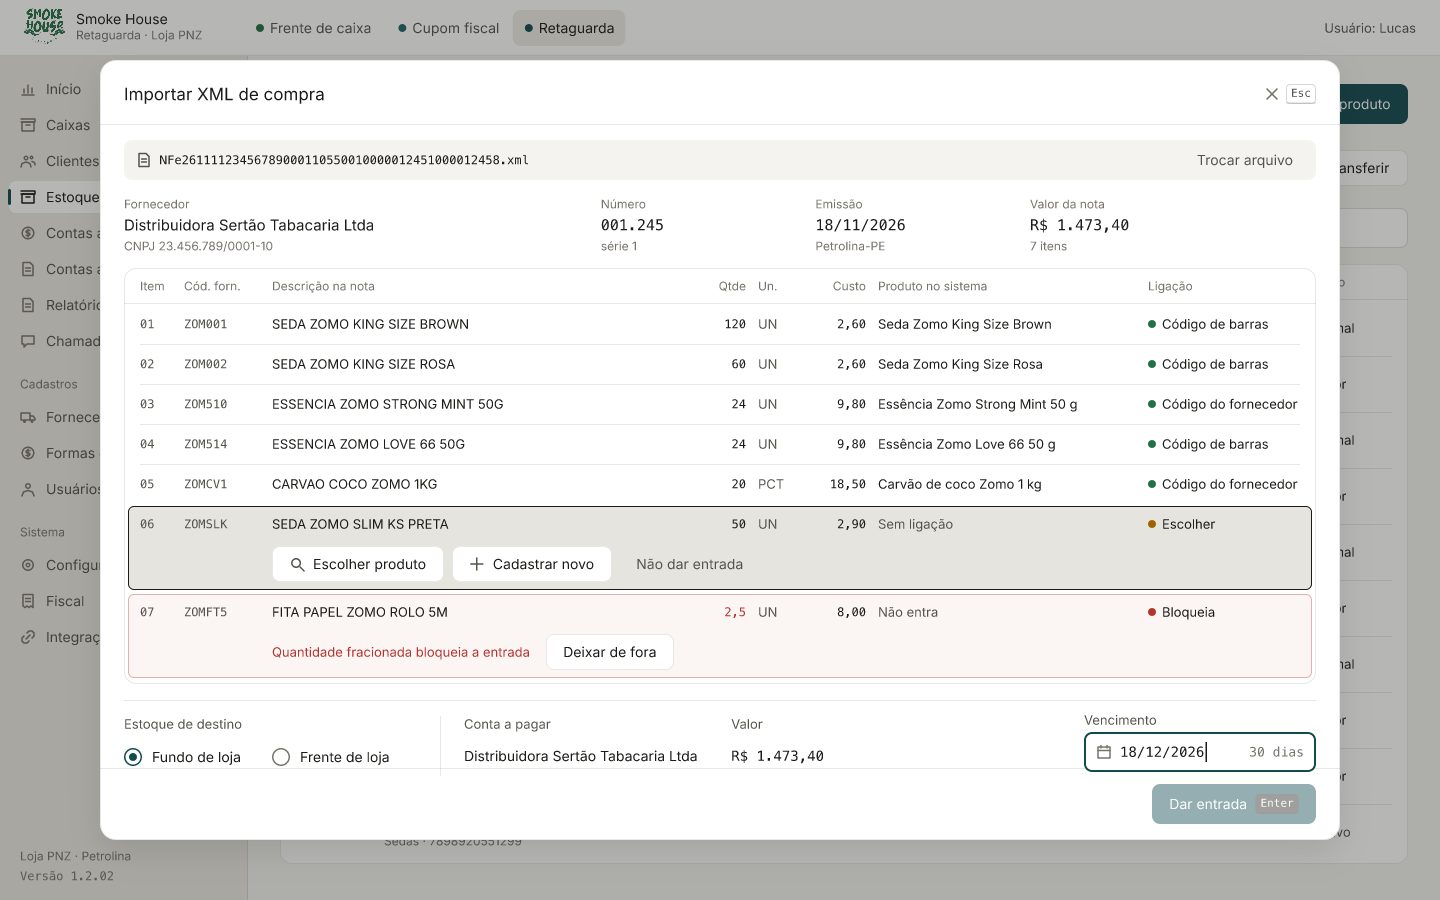 SMOKE HOUSE
Smoke House
Retaguarda · Loja PNZ
Frente de caixa
Cupom fiscal
Retaguarda
Usuário: Lucas
Início
Caixas
Clientes
Estoque
Contas a
Contas a
Relatóri
Chamad
Cadastros
Fornece
Formas
Usuários
Sistema
Configu
Fiscal
Integraç
Loja PNZ · Petrolina
Versão 1.2.02
produto
ansferir
Importar XML de compra
Esc
NFe26111123456789000110550010000012451000012458.xml
Trocar arquivo
Fornecedor
Distribuidora Sertão Tabacaria Ltda
CNPJ 23.456.789/0001-10
Número
001.245
série 1
Emissão
18/11/2026
Petrolina-PE
Valor da nota
R$ 1.473,40
7 itens
Item Cód. forn. Descrição na nota Qtde Un. Custo Produto no sistema Ligação
01 ZOM001 SEDA ZOMO KING SIZE BROWN 120 UN 2,60 Seda Zomo King Size Brown Código de barras
02 ZOM002 SEDA ZOMO KING SIZE ROSA 60 UN 2,60 Seda Zomo King Size Rosa Código de barras
03 ZOM510 ESSENCIA ZOMO STRONG MINT 50G 24 UN 9,80 Essência Zomo Strong Mint 50 g Código do fornecedor
04 ZOM514 ESSENCIA ZOMO LOVE 66 50G 24 UN 9,80 Essência Zomo Love 66 50 g Código de barras
05 ZOMCV1 CARVAO COCO ZOMO 1KG 20 PCT 18,50 Carvão de coco Zomo 1 kg Código do fornecedor
06 ZOMSLK SEDA ZOMO SLIM KS PRETA 50 UN 2,90 Sem ligação Escolher
Escolher produto
Cadastrar novo
Não dar entrada
07 ZOMFT5 FITA PAPEL ZOMO ROLO 5M 2,5 UN 8,00 Não entra Bloqueia
Quantidade fracionada bloqueia a entrada
Deixar de fora
Estoque de destino
Fundo de loja
Frente de loja
Conta a pagar
Distribuidora Sertão Tabacaria Ltda
Valor
R$ 1.473,40
Vencimento
18/12/2026
30 dias
Dar entrada
Enter
Sedas · 7898920551299